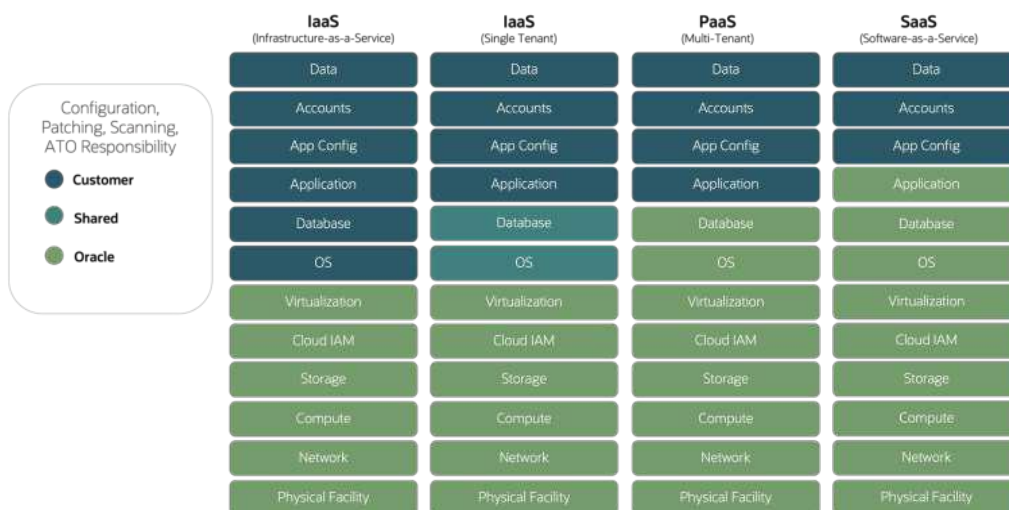 IaaS
(Infrastructure-as-a-Service)
IaaS
(Single Tenant)
PaaS
(Multi-Tenant)
SaaS
(Software-as-a-Service)
Configuration,
Patching, Scanning,
ATO Responsibility
Customer
Shared
Oracle
Data
Data
Data
Data
Accounts
Accounts
Accounts
Accounts
App Config
App Config
App Config
App Config
Application
Application
Application
Application
Database
Database
Database
Database
OS
OS
OS
OS
Virtualization
Virtualization
Virtualization
Virtualization
Cloud IAM
Cloud IAM
Cloud IAM
Cloud IAM
Storage
Storage
Storage
Storage
Compute
Compute
Compute
Compute
Network
Network
Network
Network
Physical Facility
Physical Facility
Physical Facility
Physical Facility